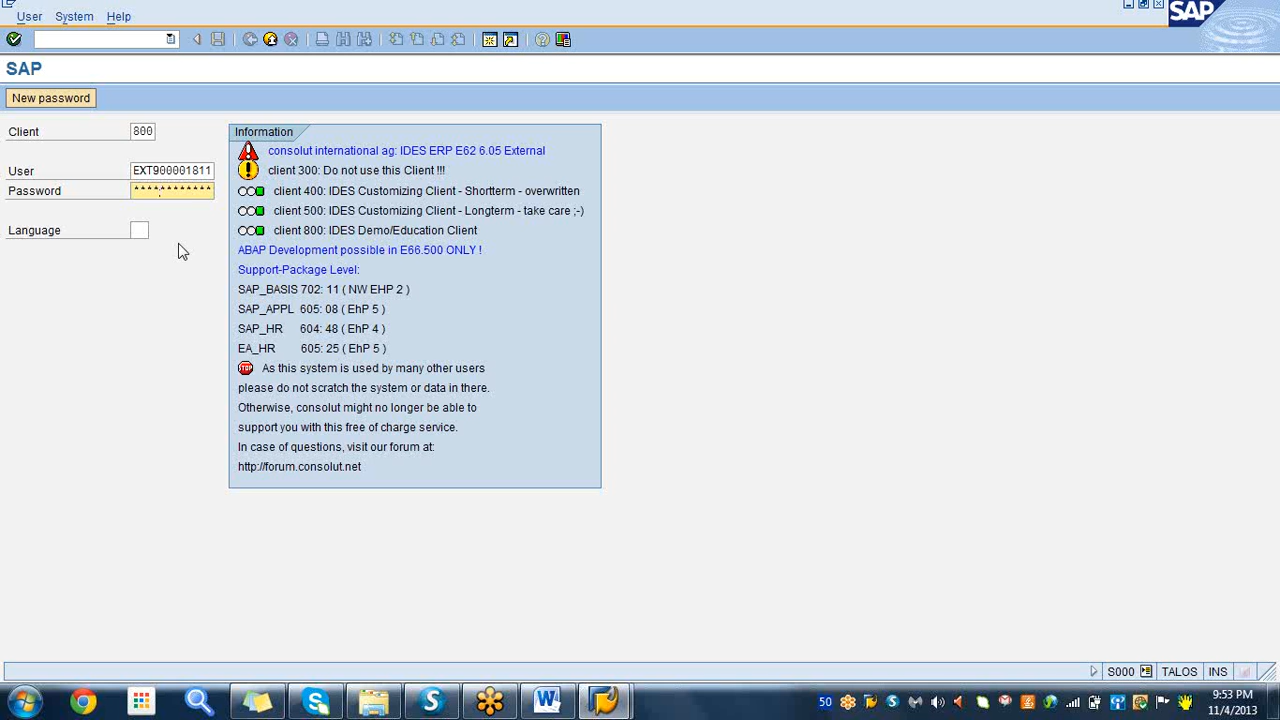 User System Help
SAP
SAP
New password
Client 800
User EXT900001811
Password ************
Language
Information
consolut international ag: IDES ERP E62 6.05 External
client 300: Do not use this Client !!!
client 400: IDES Customizing Client - Shortterm - overwritten
client 500: IDES Customizing Client - Longterm - take care ;-)
client 800: IDES Demo/Education Client
ABAP Development possible in E66.500 ONLY !
Support-Package Level:
SAP_BASIS 702: 11 ( NW EHP 2 )
SAP_APPL 605: 08 ( EhP 5 )
SAP_HR 604: 48 ( EhP 4 )
EA_HR 605: 25 ( EhP 5 )
STOP As this system is used by many other users
please do not scratch the system or data in there.
Otherwise, consolut might no longer be able to
support you with this free of charge service.
In case of questions, visit our forum at:
http://forum.consolut.net
S000 TALOS INS
50
9:53 PM
11/4/2013